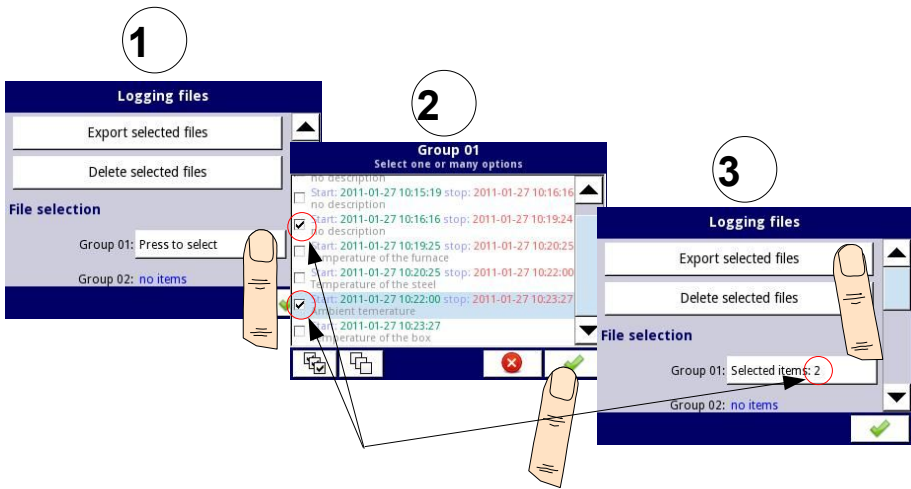 1
Logging files
Export selected files
Delete selected files
File selection
Group 01: Press to select
Group 02: no items
2
Group 01
Select one or many options
no description
Start: 2011-01-27 10:15:19 stop: 2011-01-27 10:16:16
no description
Start: 2011-01-27 10:16:16 stop: 2011-01-27 10:19:24
no description
Start: 2011-01-27 10:19:25 stop: 2011-01-27 10:20:25
Temperature of the furnace
Start: 2011-01-27 10:20:25 stop: 2011-01-27 10:22:00
Temperature of the steel
Start: 2011-01-27 10:22:00 stop: 2011-01-27 10:23:27
Ambient temerature
Start: 2011-01-27 10:23:27
Temperature of the box
3
Logging files
Export selected files
Delete selected files
File selection
Group 01: Selected items: 2
Group 02: no items